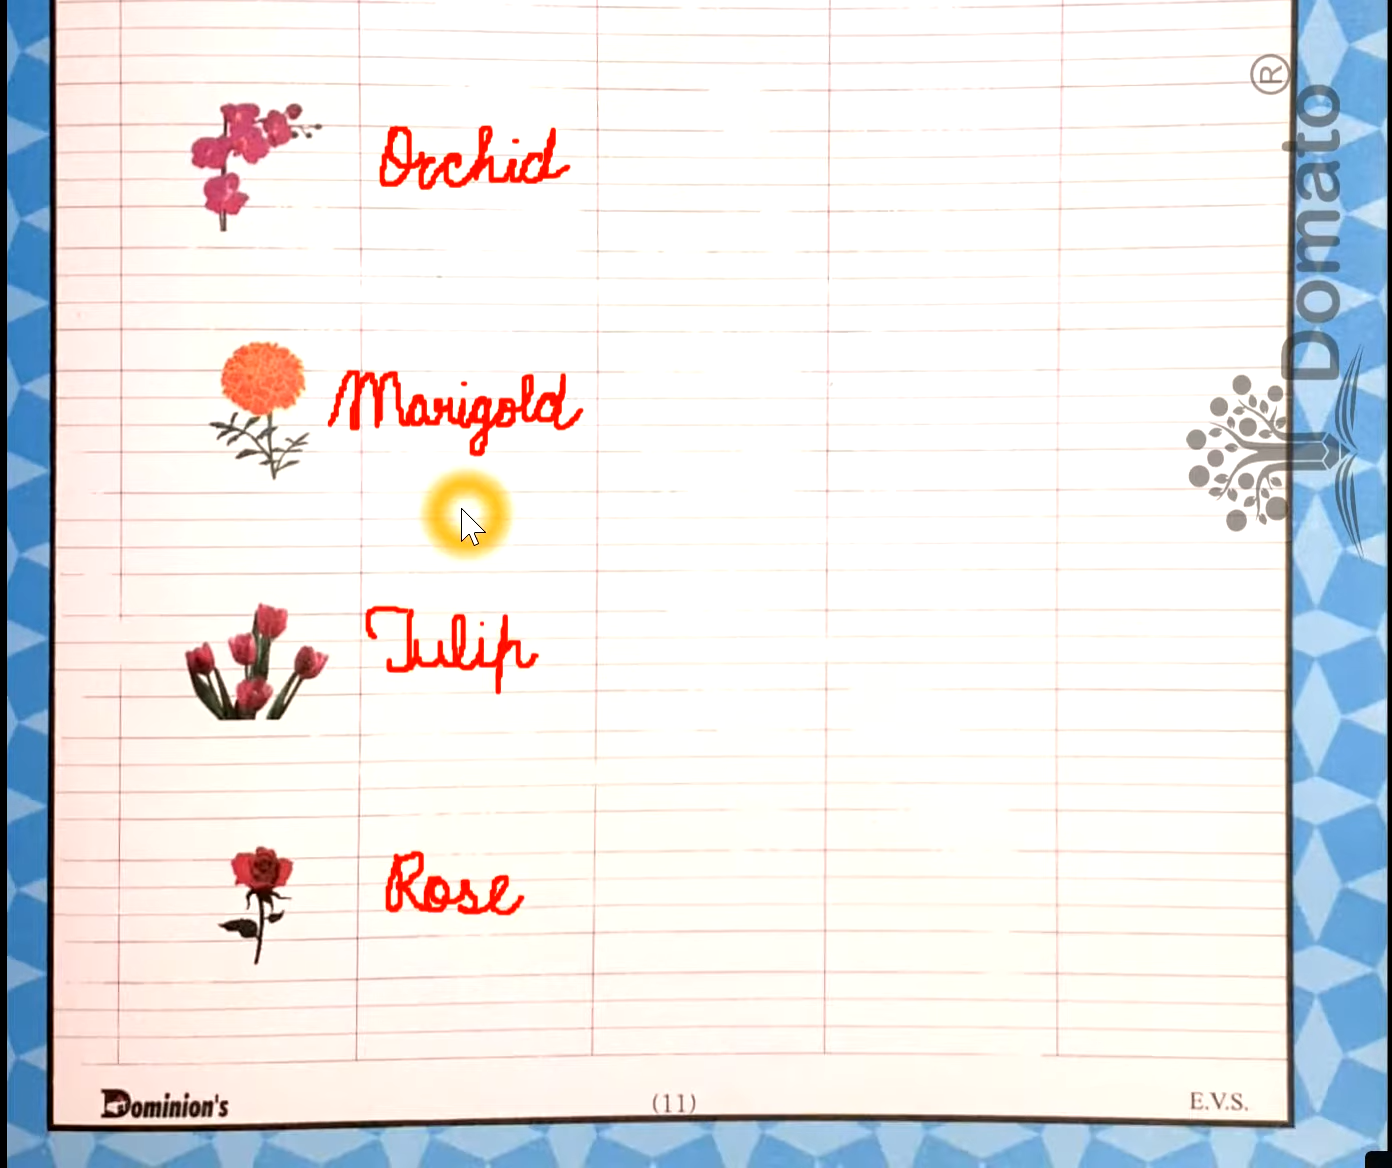 Orchid
Marigold
Tulip
Rose
Dominion's
(11)
E.V.S.
Domato
®